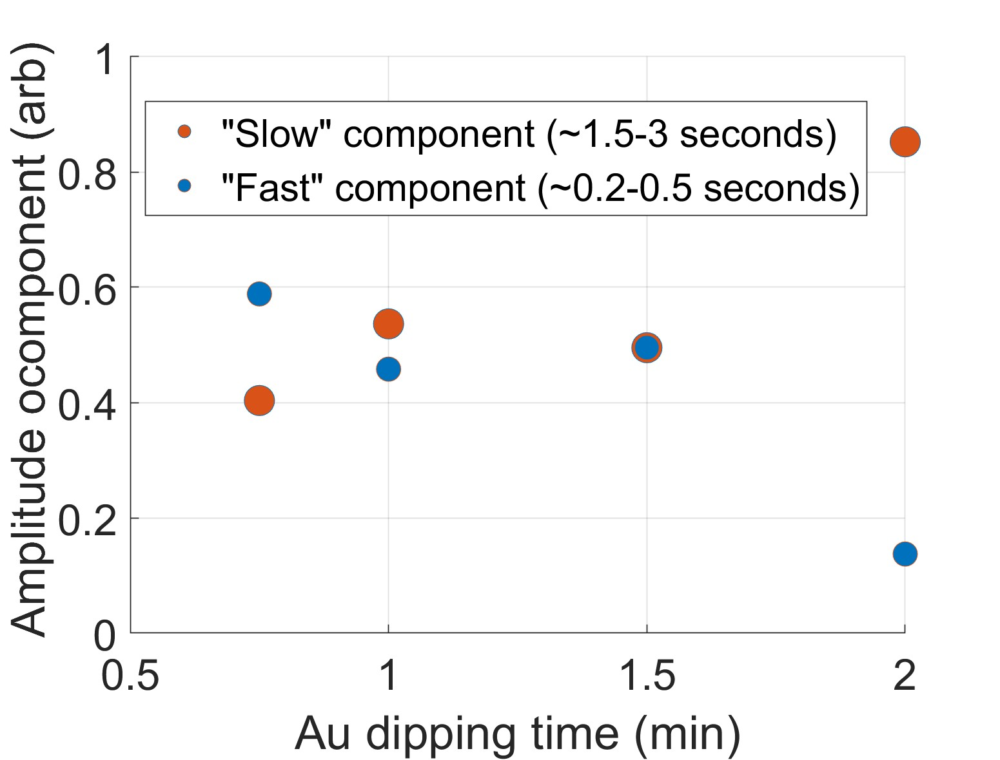 Amplitude ocomponent (arb)
1
0.8
0.6
0.4
0.2
0
"Slow" component (~1.5-3 seconds)
"Fast" component (~0.2-0.5 seconds)
0.5 1 1.5 2
Au dipping time (min)